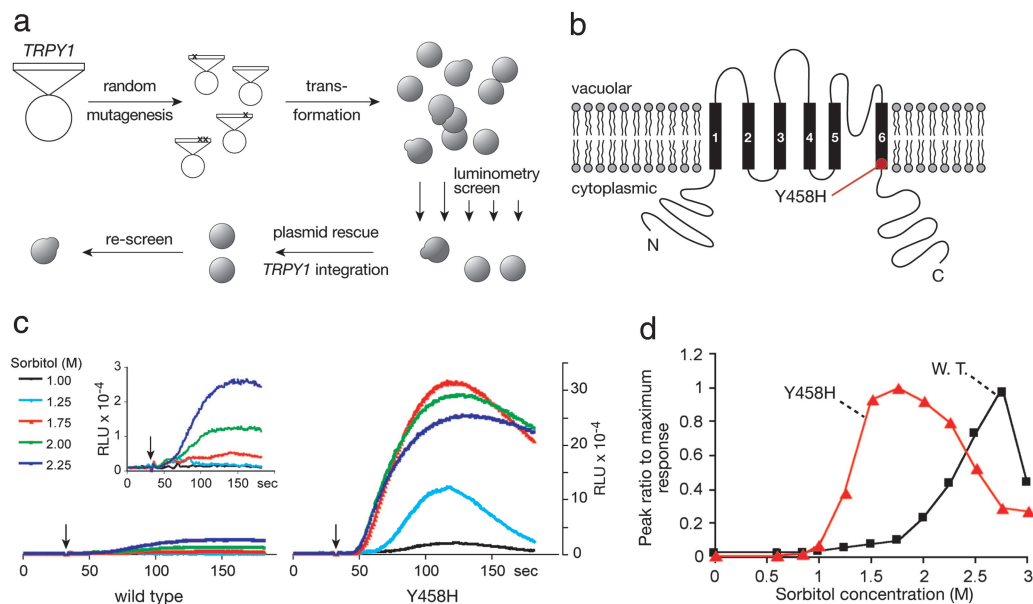 a
TRPY1
random
mutagenesis
x
x
xx
trans-
formation
luminometry
screen
plasmid rescue
TRPY1 integration
re-screen
b
vacuolar
1 2 3 4 5 6
cytoplasmic
Y458H
N
C
c
Sorbitol (M)
1.00
1.25
1.75
2.00
2.25
RLU x 10⁻⁴
3
2
1
0
0 50 100 150 sec
0 50 100 150
wild type
RLU x 10⁻⁴
30
20
10
0
0 50 100 150 sec
Y458H
d
Peak ratio to maximum
response
1.2
1
0.8
0.6
0.4
0.2
0
Y458H
W. T.
0 0.5 1 1.5 2 2.5 3
Sorbitol concentration (M)